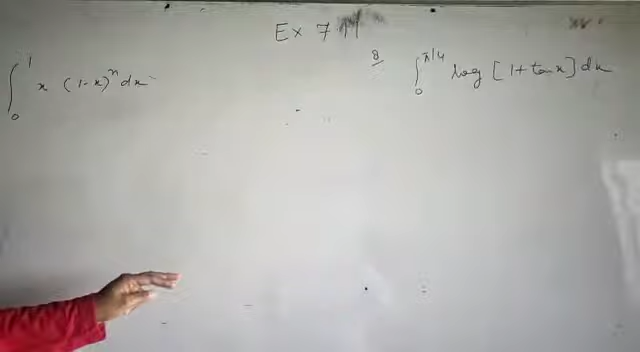 Ex 7.11
∫₀¹ x (1-x)ⁿ dx
8 ∫₀^π/4 log [1+tan x] dx